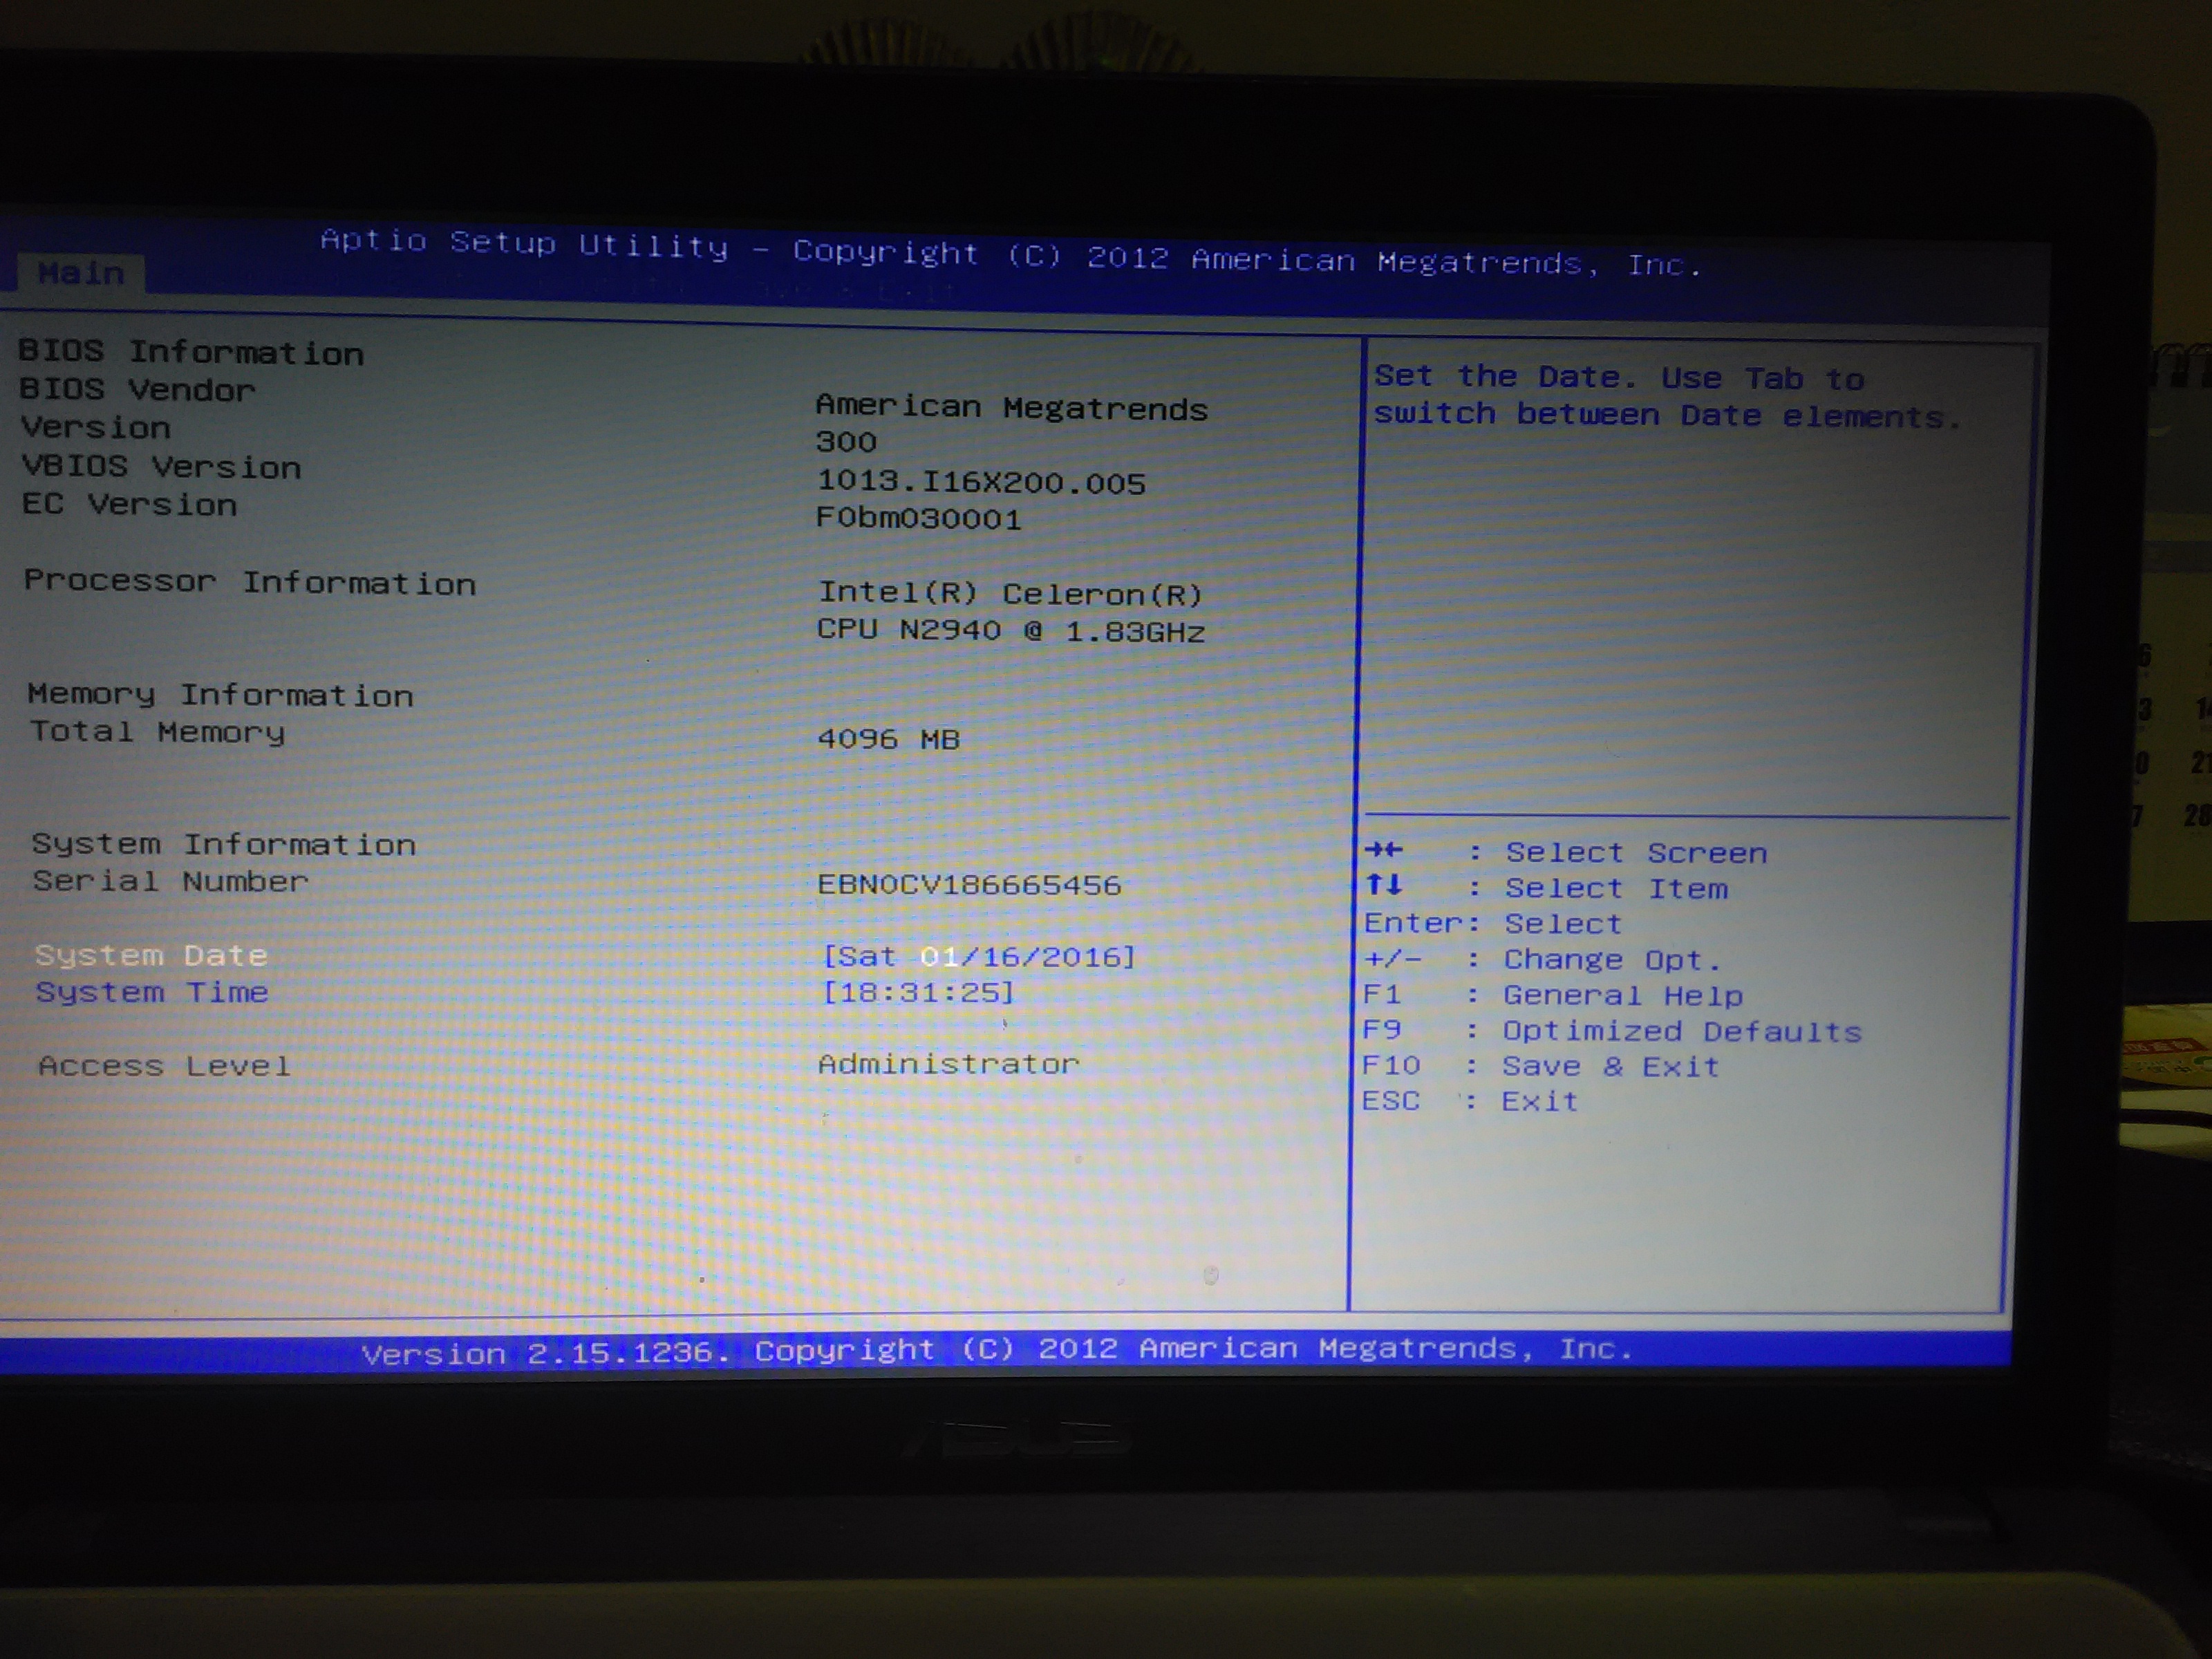 Aptio Setup Utility - Copyright (C) 2012 American Megatrends, Inc.
Main
BIOS Information
BIOS Vendor American Megatrends
Version 300
VBIOS Version 1013.I16X200.005
EC Version F0bm030001
Processor Information Intel(R) Celeron(R)
CPU N2940 @ 1.83GHz
Memory Information
Total Memory 4096 MB
System Information
Serial Number EBN0CV186665456
System Date [Sat 01/16/2016]
System Time [18:31:25]
Access Level Administrator
Set the Date. Use Tab to
switch between Date elements.
→← : Select Screen
↑↓ : Select Item
Enter: Select
+/- : Change Opt.
F1 : General Help
F9 : Optimized Defaults
F10 : Save & Exit
ESC : Exit
Version 2.15.1236. Copyright (C) 2012 American Megatrends, Inc.
ASUS
21
28